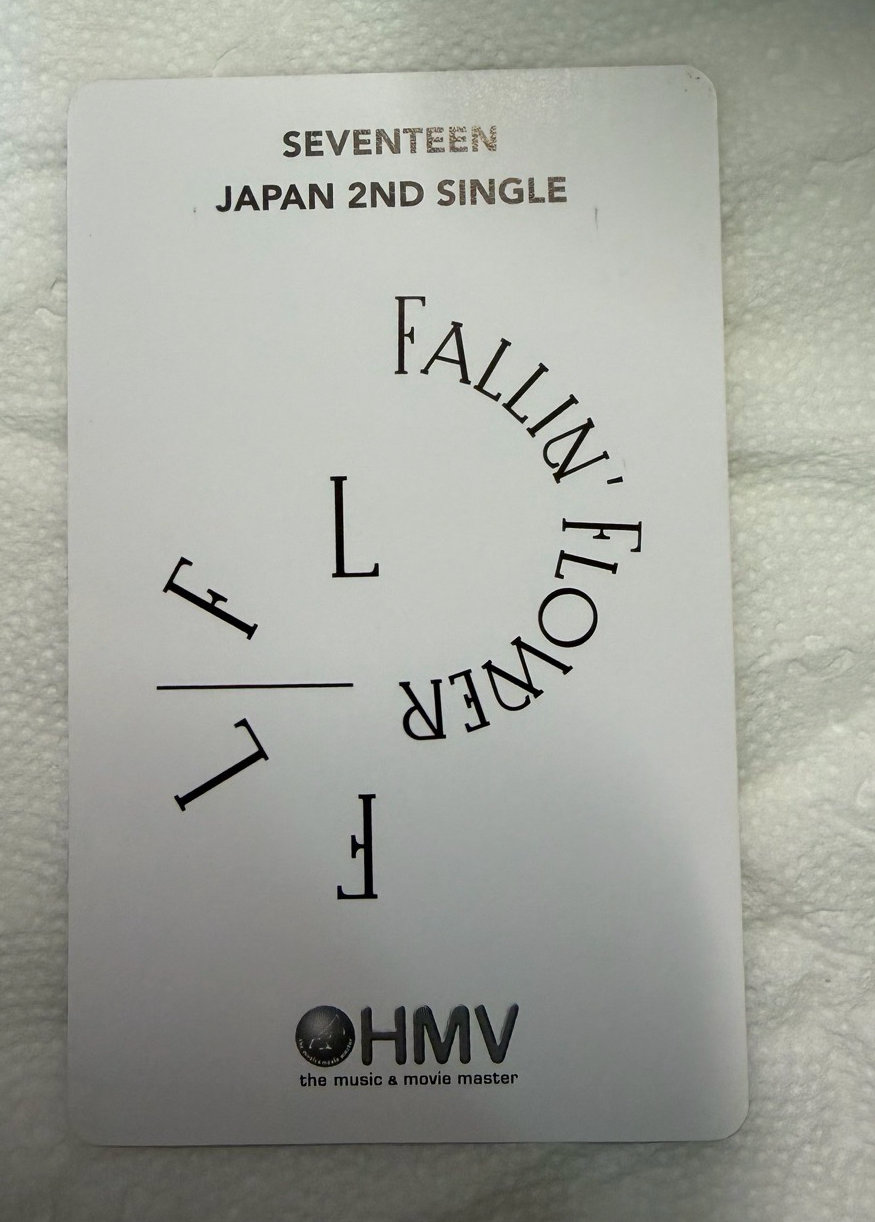 SEVENTEEN
JAPAN 2ND SINGLE
FALLIN' FLOWER
L
F
L
F
HMV
the music & movie master